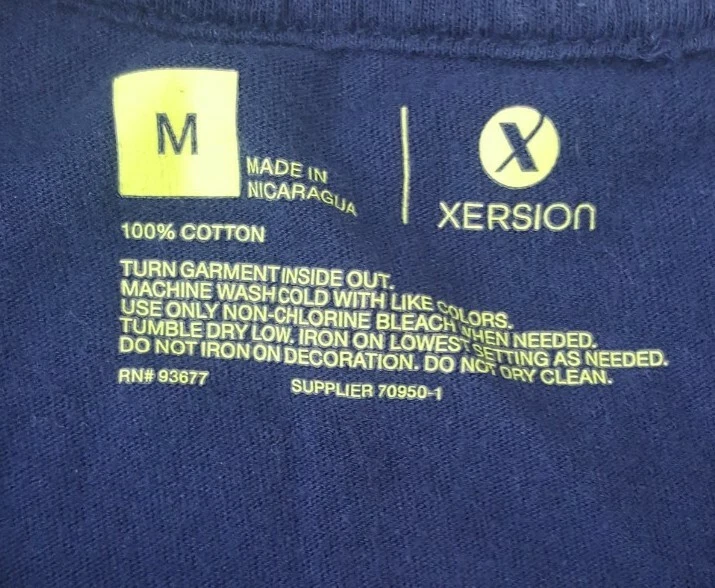 M
MADE IN
NICARAGUA
X
XERSION
100% COTTON
TURN GARMENT INSIDE OUT.
MACHINE WASH COLD WITH LIKE COLORS.
USE ONLY NON-CHLORINE BLEACH WHEN NEEDED.
TUMBLE DRY LOW. IRON ON LOWEST SETTING AS NEEDED.
DO NOT IRON ON DECORATION. DO NOT DRY CLEAN.
RN# 93677 SUPPLIER 70950-1